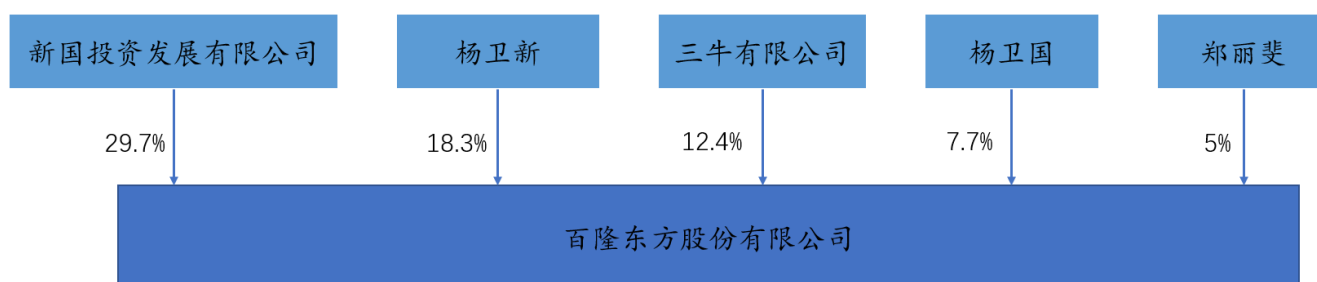 新国投资发展有限公司
杨卫新
三牛有限公司
杨卫国
郑丽斐
29.7%
18.3%
12.4%
7.7%
5%
百隆东方股份有限公司